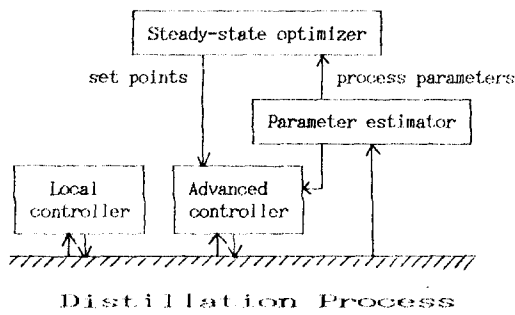 Steady-state optimizer
set points
process parameters
Parameter estimator
Local
controller
Advanced
controller
Distillation Process